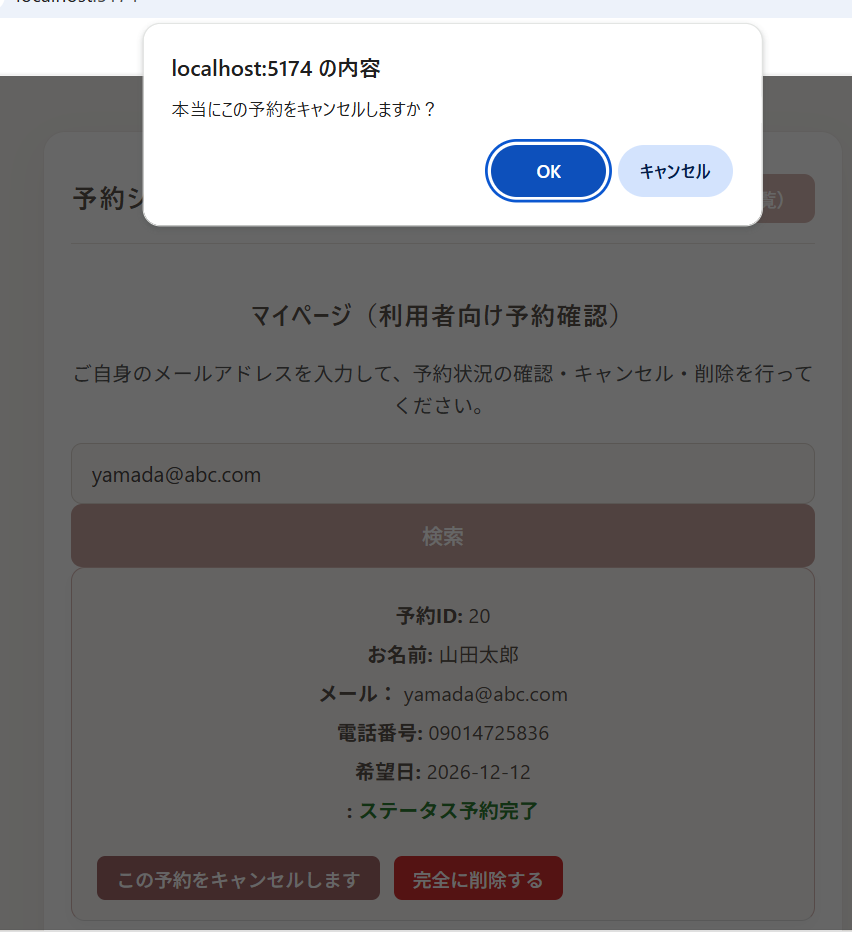 localhost:5174 の内容
本当にこの予約をキャンセルしますか？
OK
キャンセル
予約シ
覧）
マイページ（利用者向け予約確認）
ご自身のメールアドレスを入力して、予約状況の確認・キャンセル・削除を行って
ください。
yamada@abc.com
検索
予約ID: 20
お名前: 山田太郎
メール： yamada@abc.com
電話番号: 09014725836
希望日: 2026-12-12
: ステータス予約完了
この予約をキャンセルします
完全に削除する